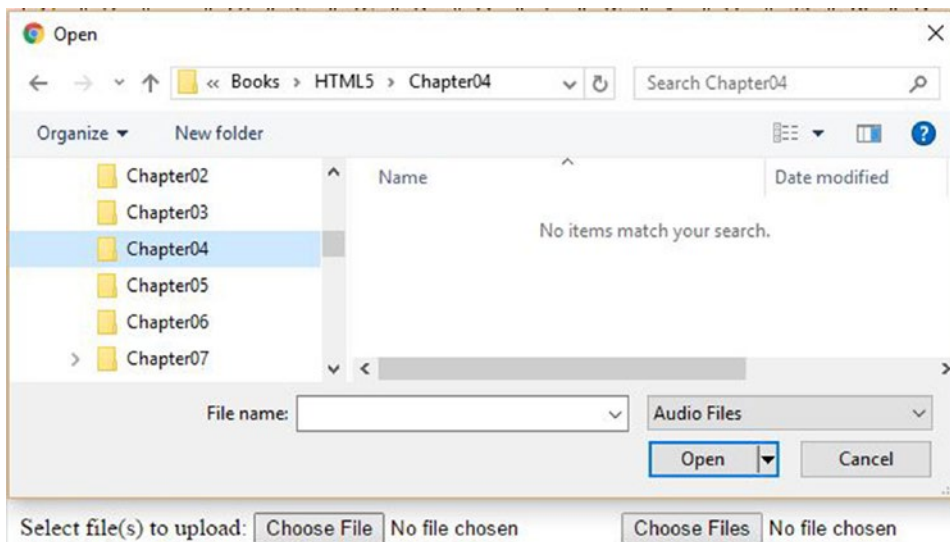 Open
« Books > HTML5 > Chapter04
Search Chapter04
Organize
New folder
Chapter02
Chapter03
Chapter04
Chapter05
Chapter06
Chapter07
Name
Date modified
No items match your search.
File name:
Audio Files
Open
Cancel
Select file(s) to upload: Choose File No file chosen Choose Files No file chosen